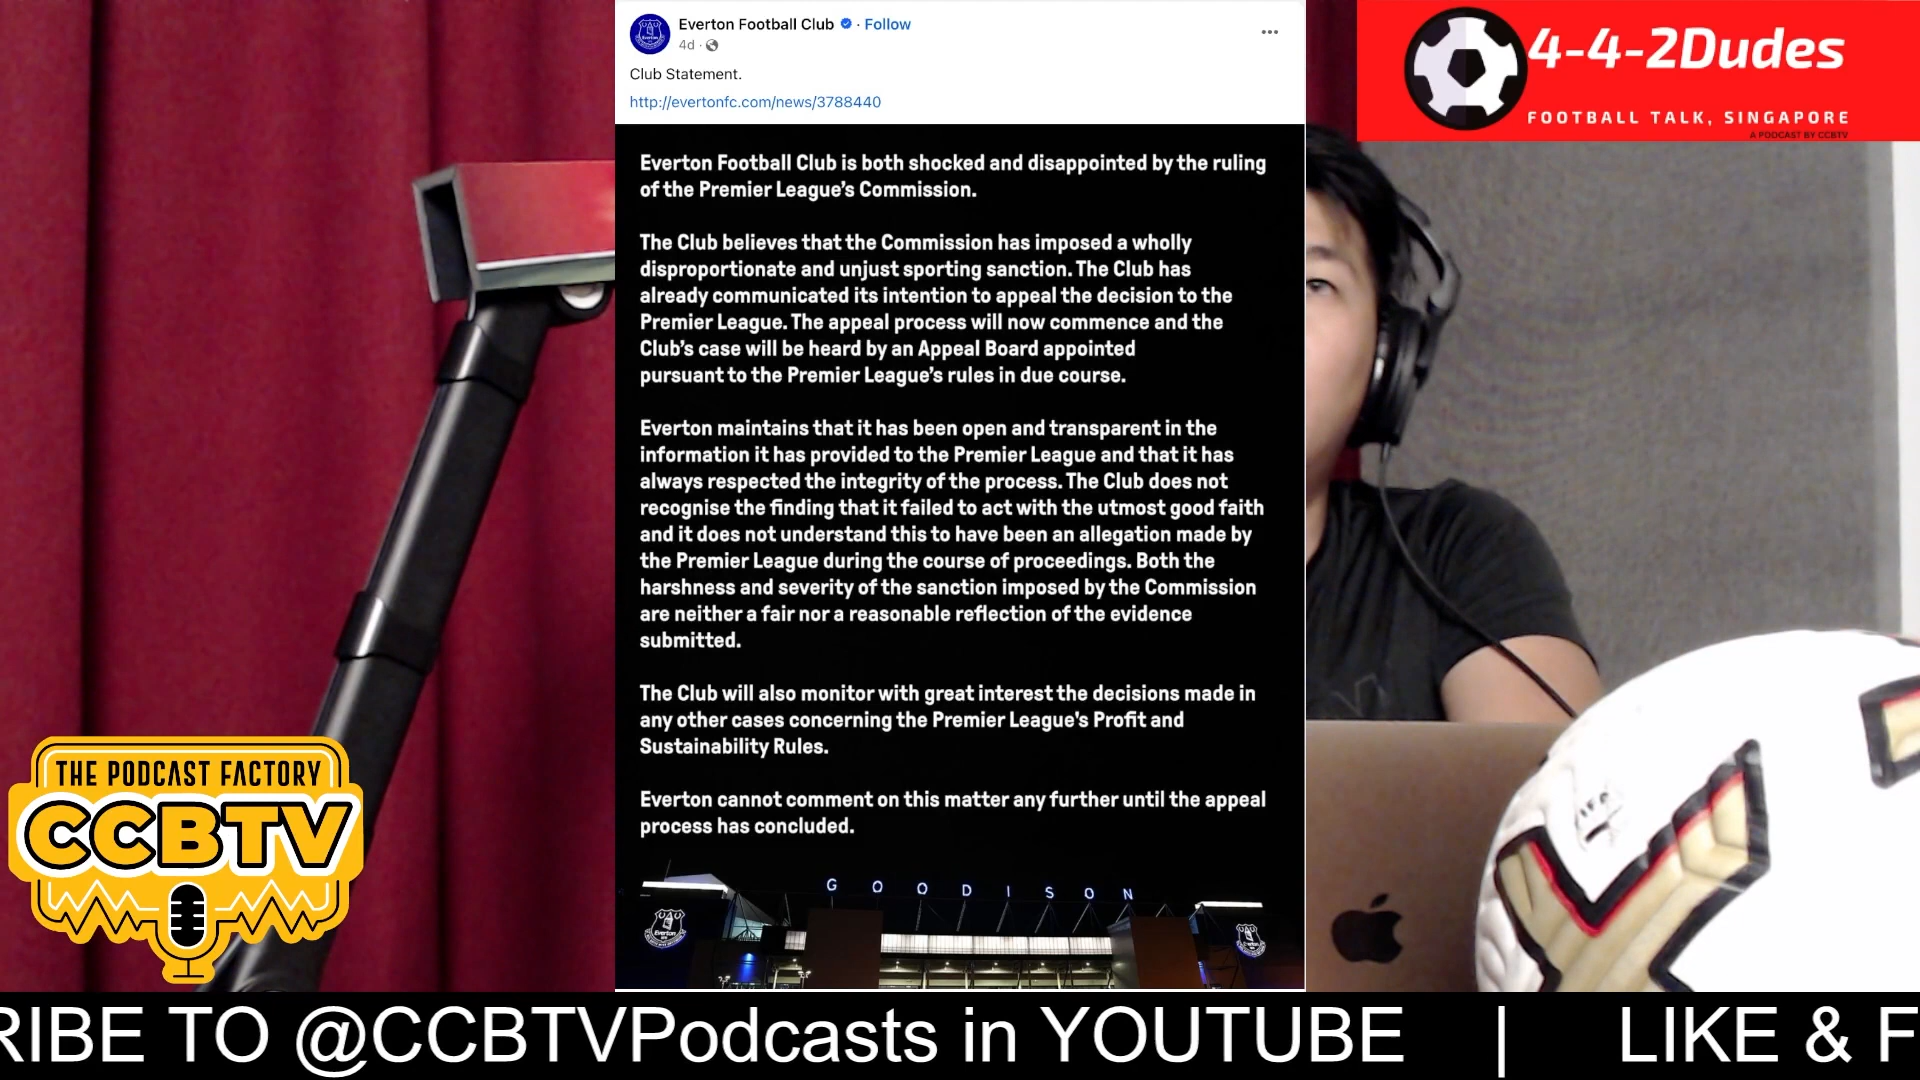 Everton Football Club · Follow
4d ·
Club Statement.
http://evertonfc.com/news/3788440
Everton Football Club is both shocked and disappointed by the ruling
of the Premier League's Commission.
The Club believes that the Commission has imposed a wholly
disproportionate and unjust sporting sanction. The Club has
already communicated its intention to appeal the decision to the
Premier League. The appeal process will now commence and the
Club's case will be heard by an Appeal Board appointed
pursuant to the Premier League's rules in due course.
Everton maintains that it has been open and transparent in the
information it has provided to the Premier League and that it has
always respected the integrity of the process. The Club does not
recognise the finding that it failed to act with the utmost good faith
and it does not understand this to have been an allegation made by
the Premier League during the course of proceedings. Both the
harshness and severity of the sanction imposed by the Commission
are neither a fair nor a reasonable reflection of the evidence
submitted.
The Club will also monitor with great interest the decisions made in
any other cases concerning the Premier League's Profit and
Sustainability Rules.
Everton cannot comment on this matter any further until the appeal
process has concluded.
GOODISON
Everton
Everton
4-4-2Dudes
FOOTBALL TALK, SINGAPORE
A PODCAST BY CCBTV
THE PODCAST FACTORY
CCBTV
RIBE TO @CCBTVPodcasts in YOUTUBE | LIKE & F